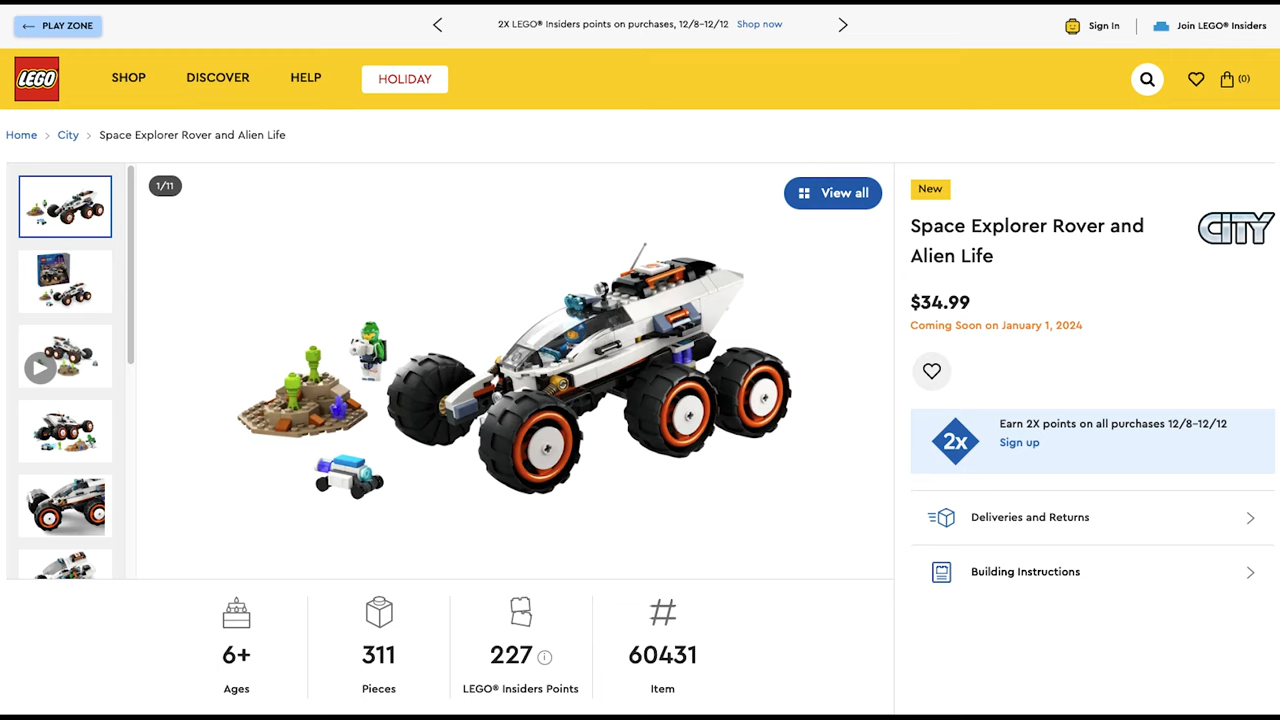 PLAY ZONE
2X LEGO® Insiders points on purchases, 12/8-12/12 Shop now
Sign In
Join LEGO® Insiders
LEGO
SHOP
DISCOVER
HELP
HOLIDAY
(0)
Home > City > Space Explorer Rover and Alien Life
1/11
View all
New
Space Explorer Rover and
Alien Life
CITY
$34.99
Coming Soon on January 1, 2024
2x
Earn 2X points on all purchases 12/8-12/12
Sign up
Deliveries and Returns
Building Instructions
6+
Ages
311
Pieces
227
LEGO® Insiders Points
#
60431
Item